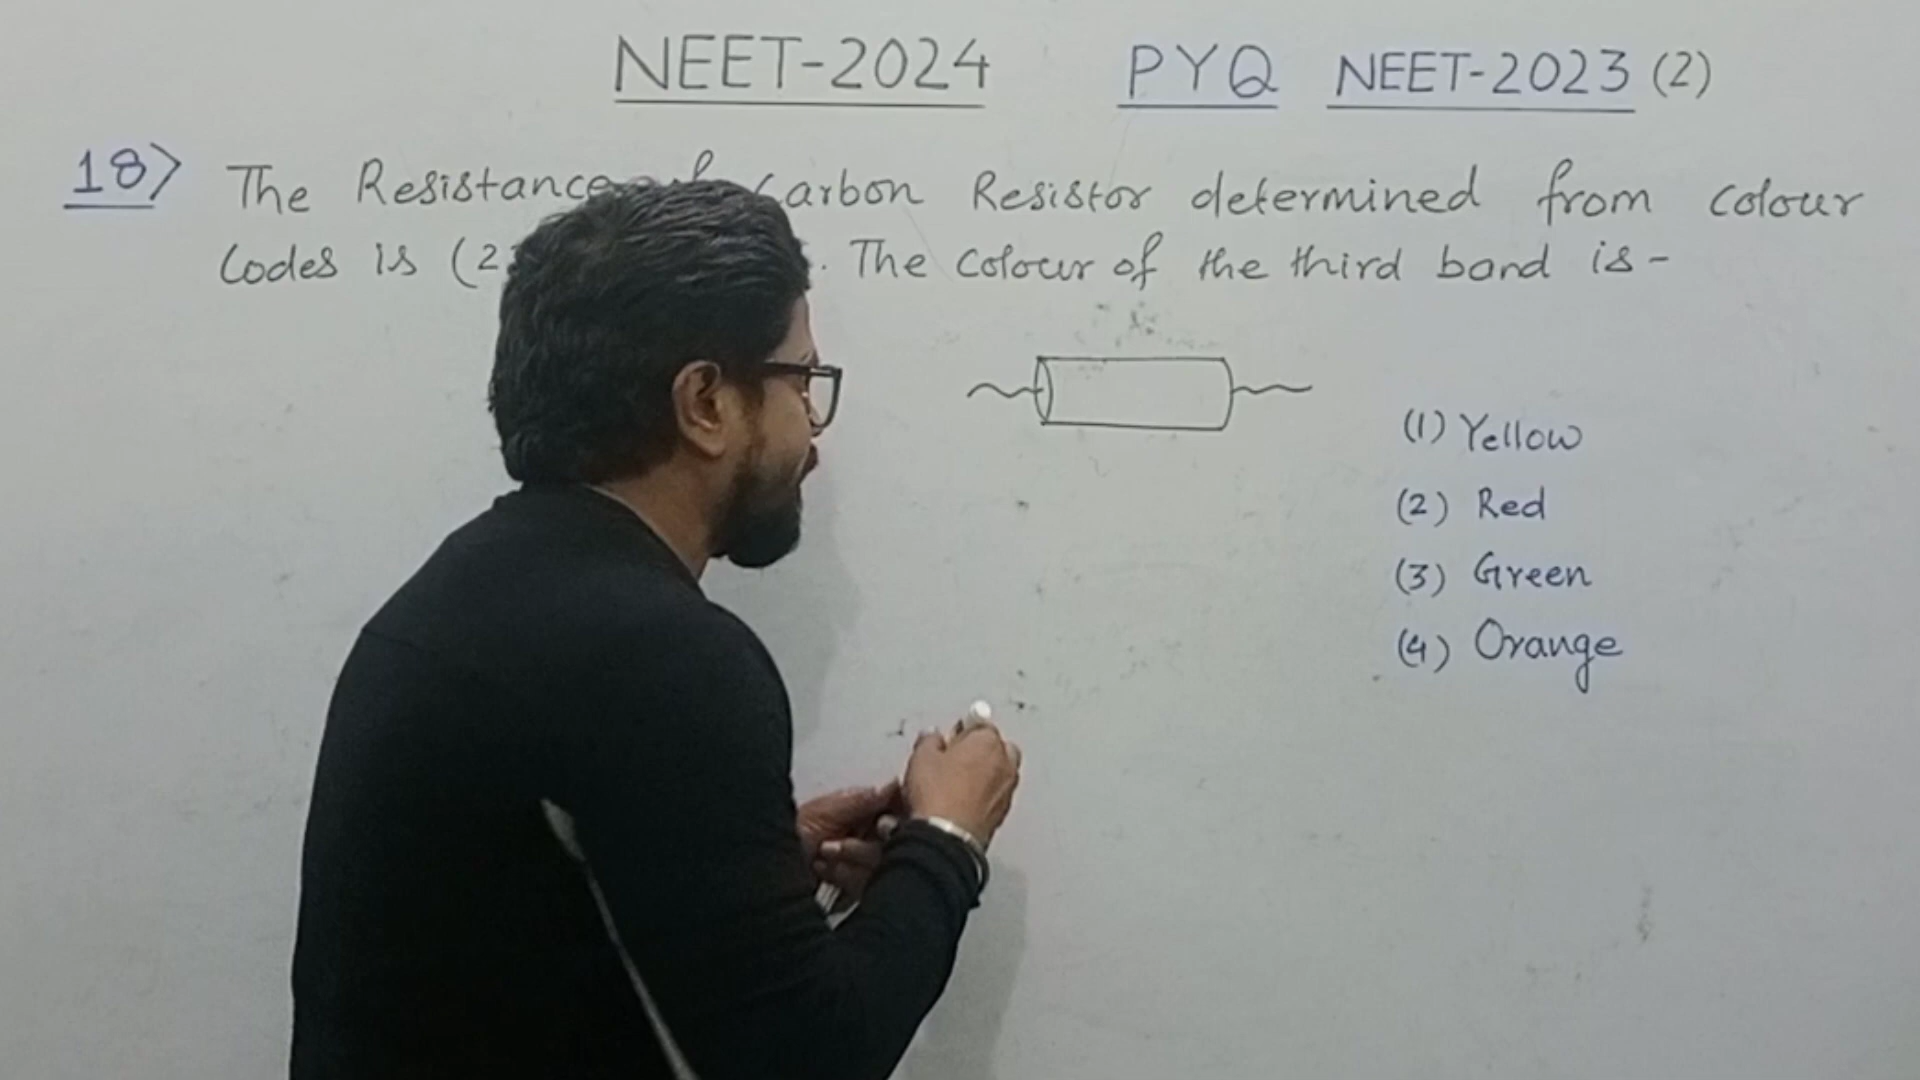 NEET-2024 PYQ NEET-2023 (2)
18> The Resistance Carbon Resistor determined from colour
Codes is (2 . The Colour of the third band is-
(1) Yellow
(2) Red
(3) Green
(4) Orange